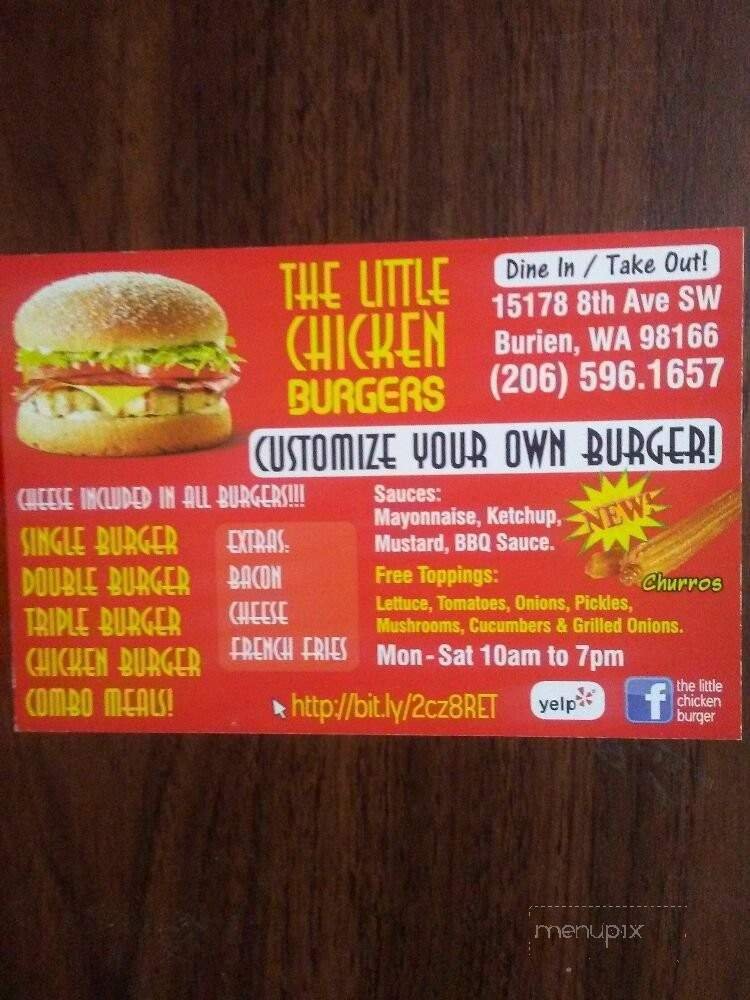 THE LITTLE
CHICKEN
BURGERS
Dine In / Take Out!
15178 8th Ave SW
Burien, WA 98166
(206) 596.1657
CUSTOMIZE YOUR OWN BURGER!
CHEESE INCLUDED IN ALL BURGERS!!!
SINGLE BURGER
DOUBLE BURGER
TRIPLE BURGER
CHICKEN BURGER
COMBO MEALS!
EXTRAS:
BACON
CHEESE
FRENCH FRIES
Sauces:
Mayonnaise, Ketchup,
Mustard, BBQ Sauce.
NEW!
Churros
Free Toppings:
Lettuce, Tomatoes, Onions, Pickles,
Mushrooms, Cucumbers & Grilled Onions.
Mon - Sat 10am to 7pm
http://bit.ly/2cz8RET
yelp
f
the little
chicken
burger
menupix